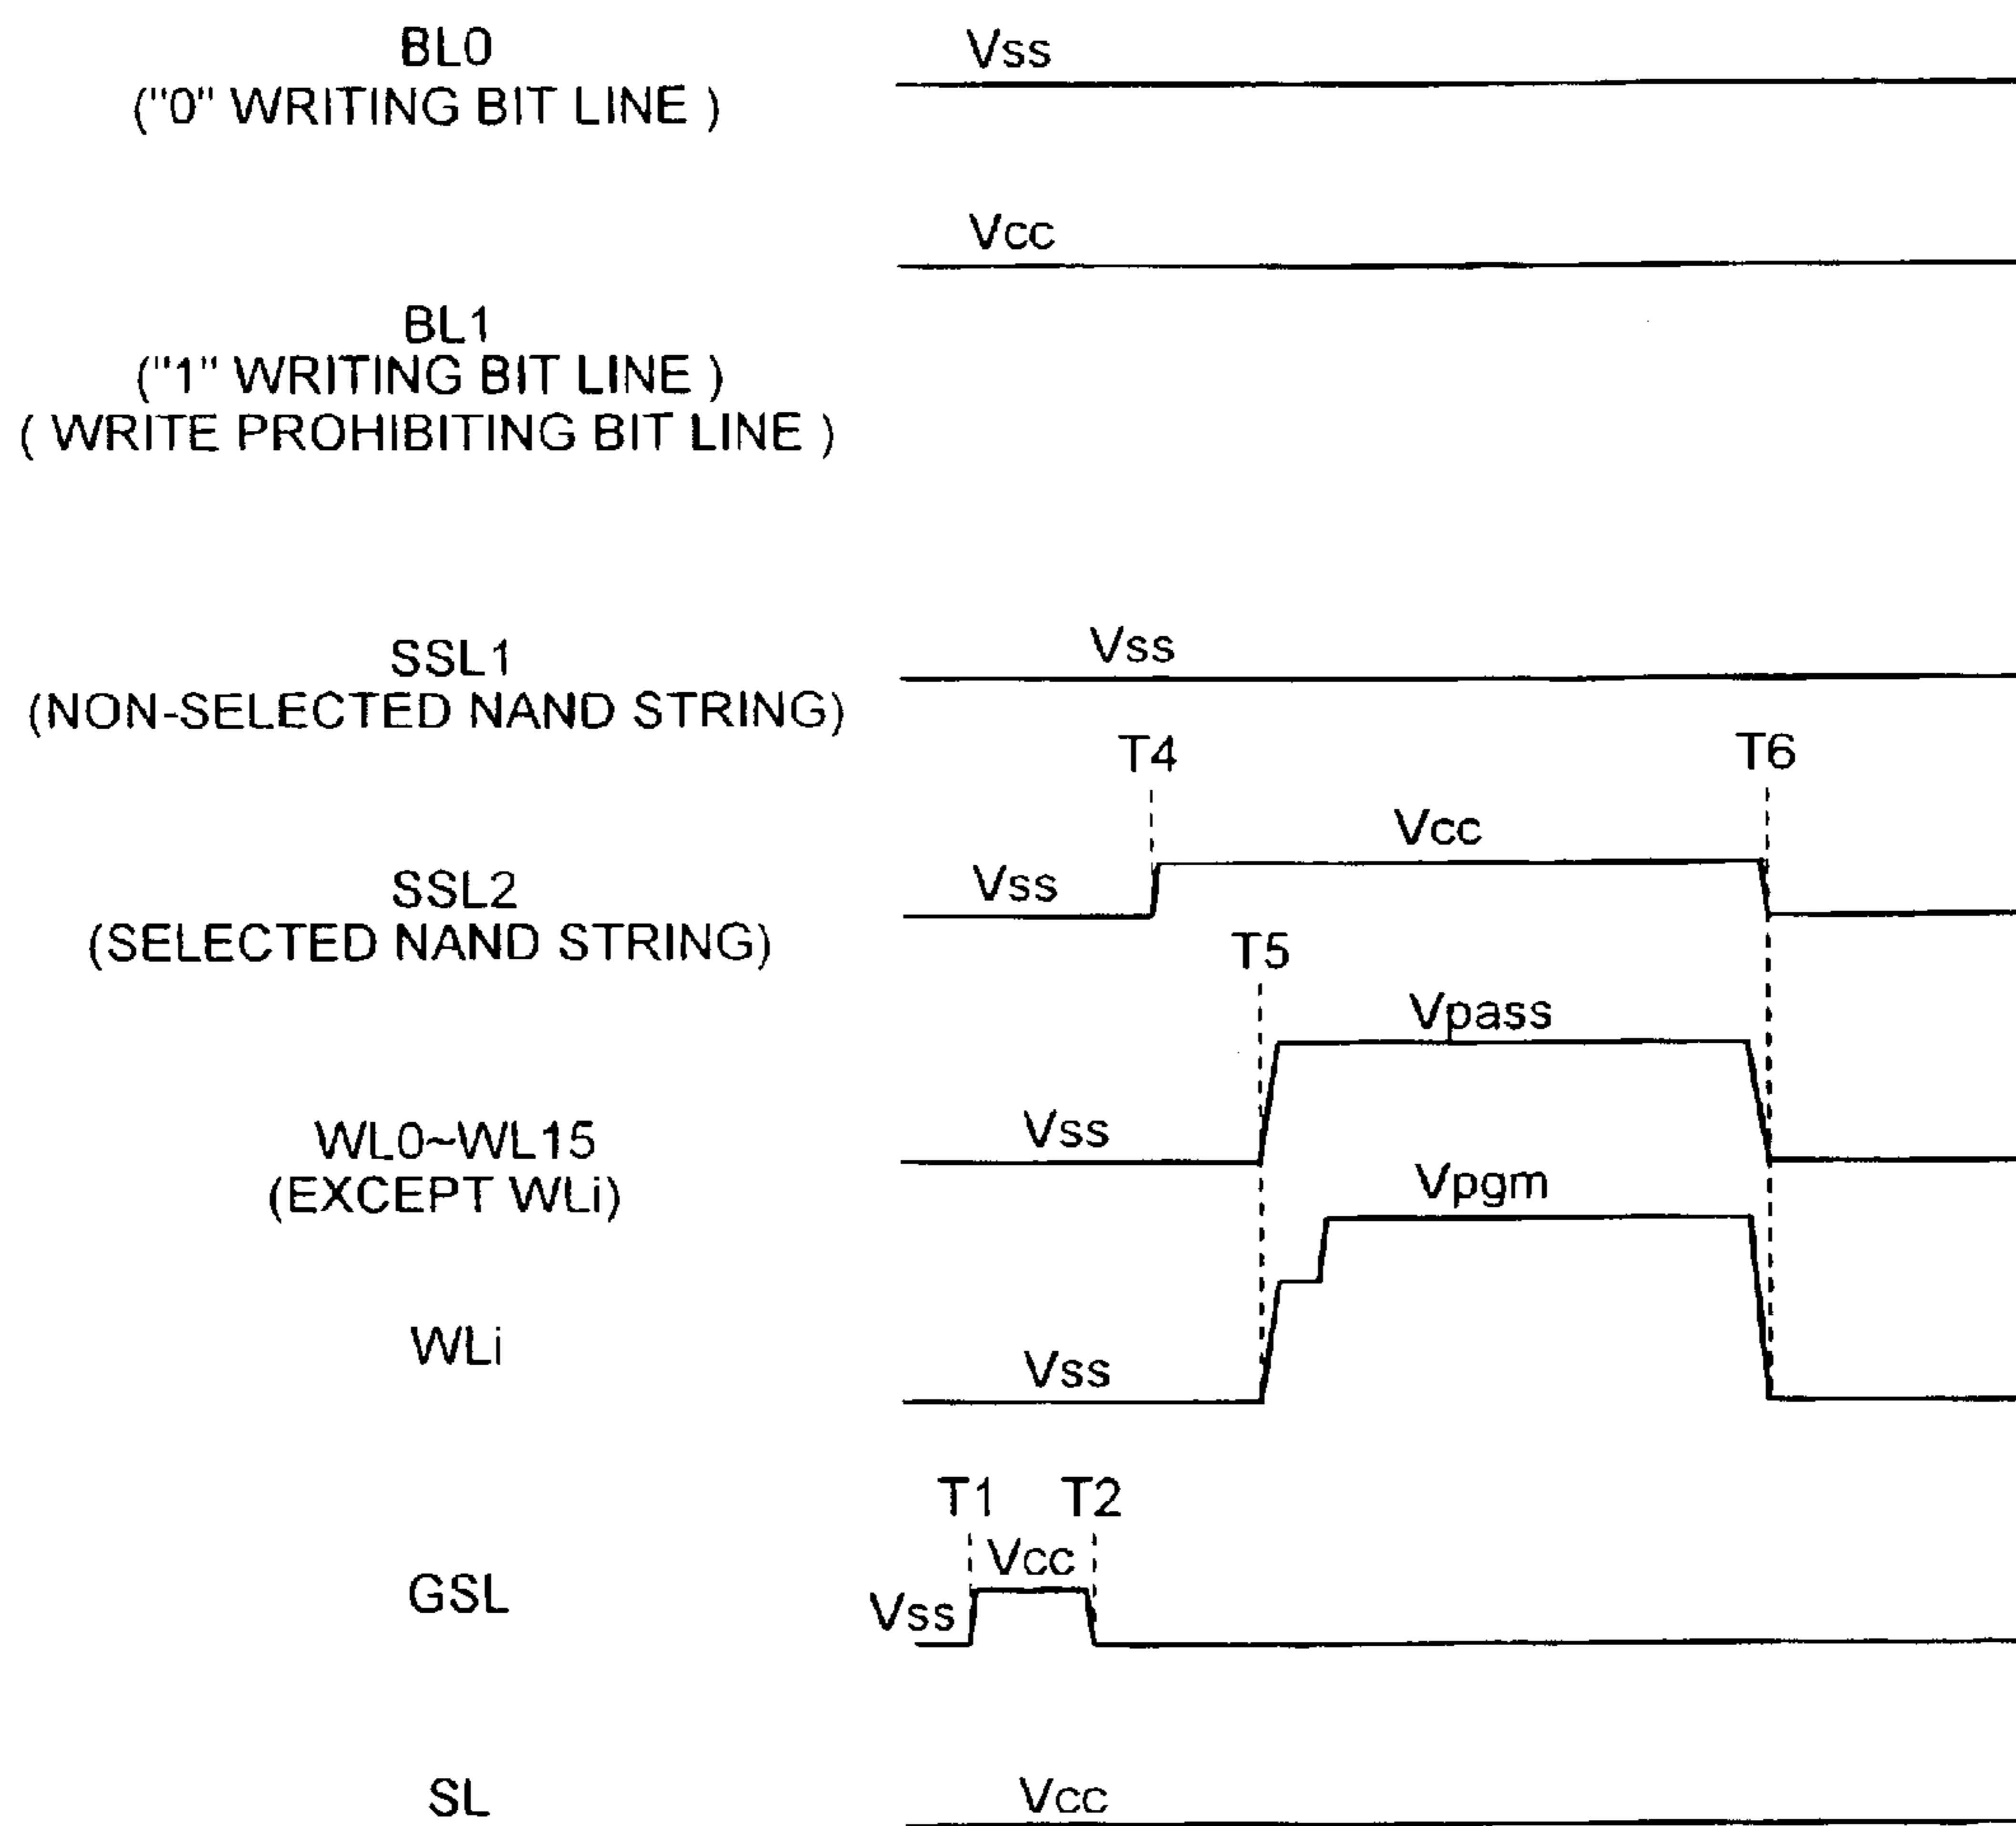 BL0
("0" WRITING BIT LINE )
Vss
Vcc
BL1
("1" WRITING BIT LINE )
( WRITE PROHIBITING BIT LINE )
SSL1
(NON-SELECTED NAND STRING)
Vss
T4
T6
SSL2
(SELECTED NAND STRING)
Vss
Vcc
T5
WL0~WL15
(EXCEPT WLi)
Vss
Vpass
WLi
Vss
Vpgm
T1
T2
GSL
Vss
Vcc
SL
Vcc